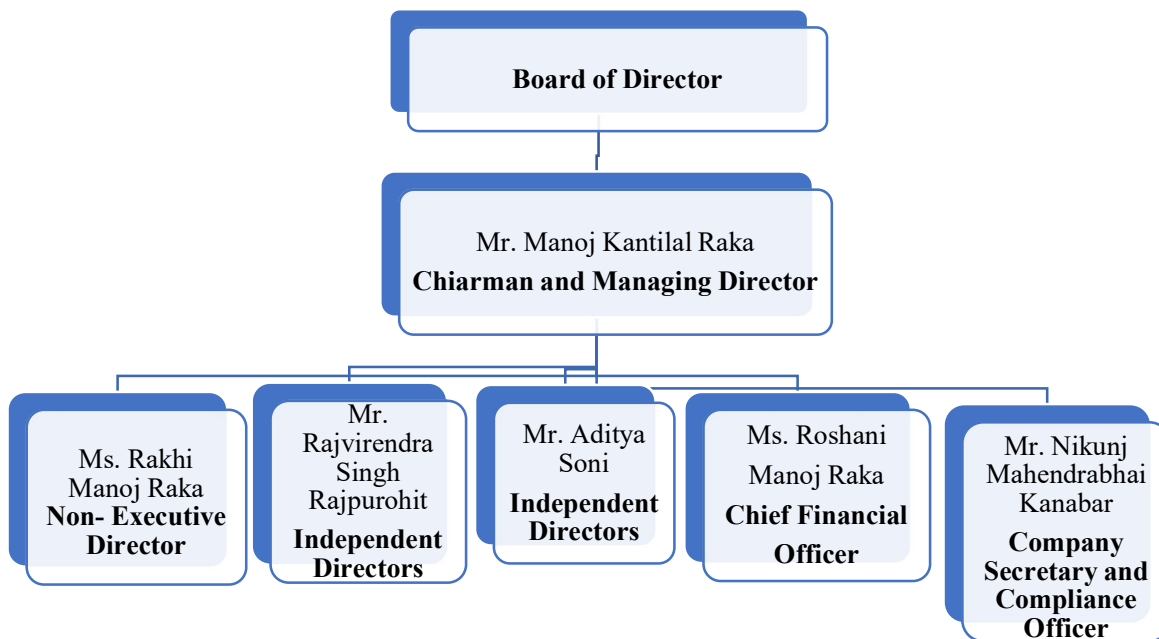 Board of Director
Mr. Manoj Kantilal Raka
Chiarman and Managing Director
Ms. Rakhi
Manoj Raka
Non- Executive
Director
Mr.
Rajvirendra
Singh
Rajpurohit
Independent
Directors
Mr. Aditya
Soni
Independent
Directors
Ms. Roshani
Manoj Raka
Chief Financial
Officer
Mr. Nikunj
Mahendrabhai
Kanabar
Company
Secretary and
Compliance
Officer